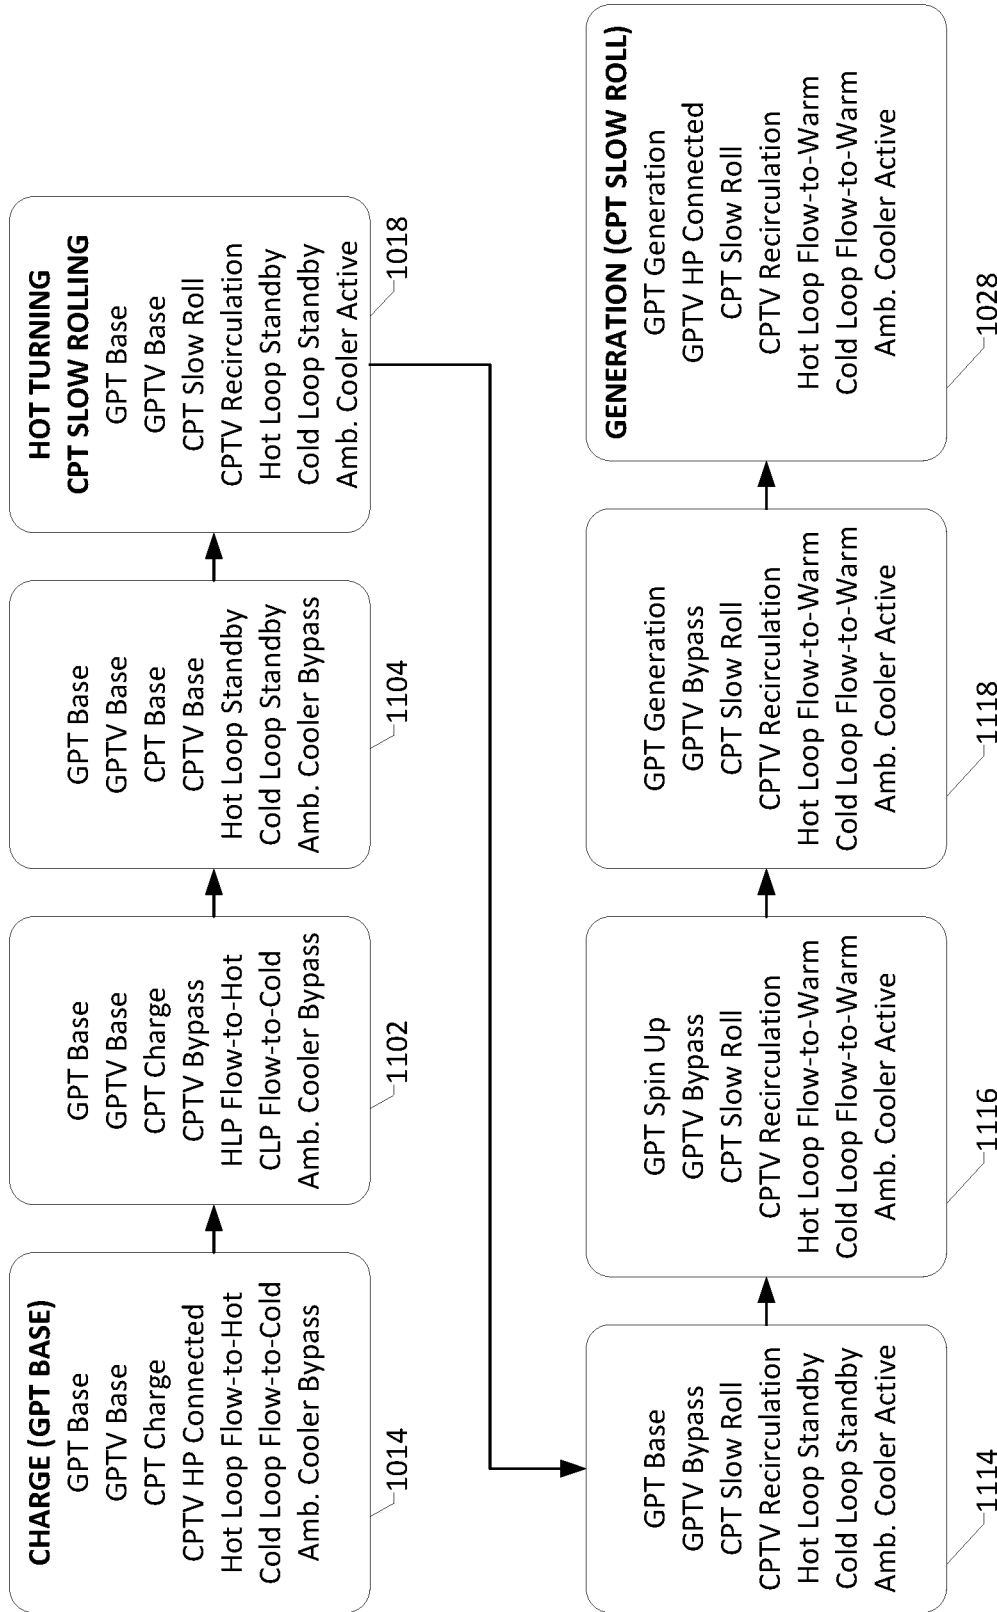 CHARGE (GPT BASE)
GPT Base
GPTV Base
CPT Charge
CPTV HP Connected
Hot Loop Flow-to-Hot
Cold Loop Flow-to-Cold
Amb. Cooler Bypass
1014
GPT Base
GPTV Base
CPT Charge
CPTV Bypass
HLP Flow-to-Hot
CLP Flow-to-Cold
Amb. Cooler Bypass
1102
GPT Base
GPTV Base
CPT Base
CPTV Base
Hot Loop Standby
Cold Loop Standby
Amb. Cooler Bypass
1104
HOT TURNING
CPT SLOW ROLLING
GPT Base
GPTV Base
CPT Slow Roll
CPTV Recirculation
Hot Loop Standby
Cold Loop Standby
Amb. Cooler Active
1018
GPT Base
GPTV Bypass
CPT Slow Roll
CPTV Recirculation
Hot Loop Standby
Cold Loop Standby
Amb. Cooler Active
1114
GPT Spin Up
GPTV Bypass
CPT Slow Roll
CPTV Recirculation
Hot Loop Flow-to-Warm
Cold Loop Flow-to-Warm
Amb. Cooler Active
1116
GPT Generation
GPTV Bypass
CPT Slow Roll
CPTV Recirculation
Hot Loop Flow-to-Warm
Cold Loop Flow-to-Warm
Amb. Cooler Active
1118
GENERATION (CPT SLOW ROLL)
GPT Generation
GPTV HP Connected
CPT Slow Roll
CPTV Recirculation
Hot Loop Flow-to-Warm
Cold Loop Flow-to-Warm
Amb. Cooler Active
1028